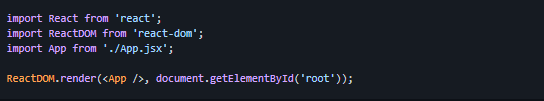 import React from 'react';
import ReactDOM from 'react-dom';
import App from './App.jsx';
ReactDOM.render(<App />, document.getElementById('root'));